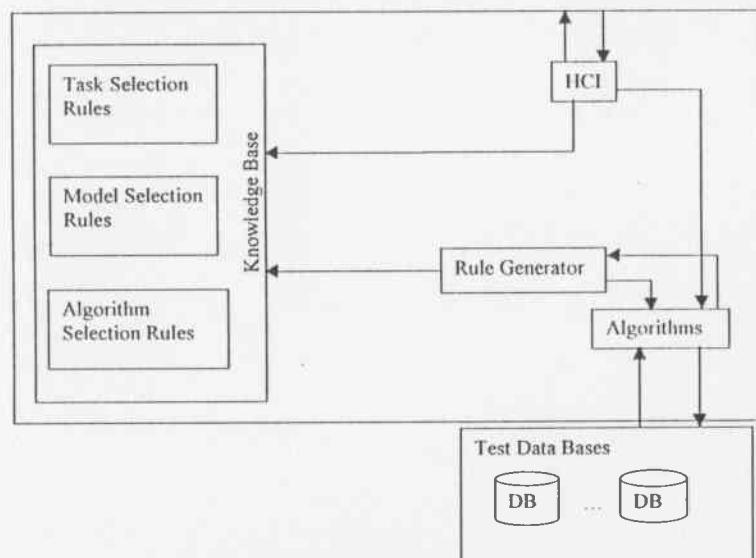 HCI
Task Selection
Rules
Model Selection
Rules
Algorithm
Selection Rules
Knowledge Base
Rule Generator
Algorithms
Test Data Bases
DB ... DB